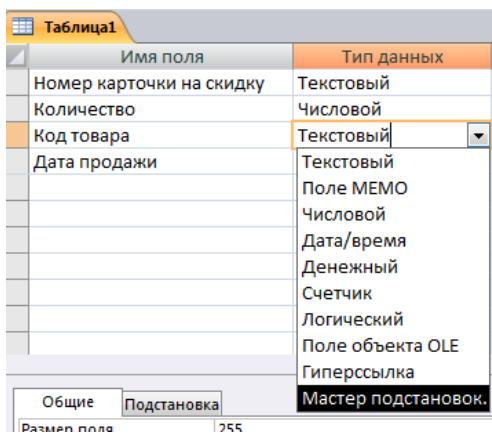 Таблица1
Имя поля Тип данных
Номер карточки на скидку Текстовый
Количество Числовой
Код товара Текстовый
Дата продажи
Текстовый
Поле МЕМО
Числовой
Дата/время
Денежный
Счетчик
Логический
Поле объекта OLE
Гиперссылка
Мастер подстановок.
Общие Подстановка
Размер поля 255